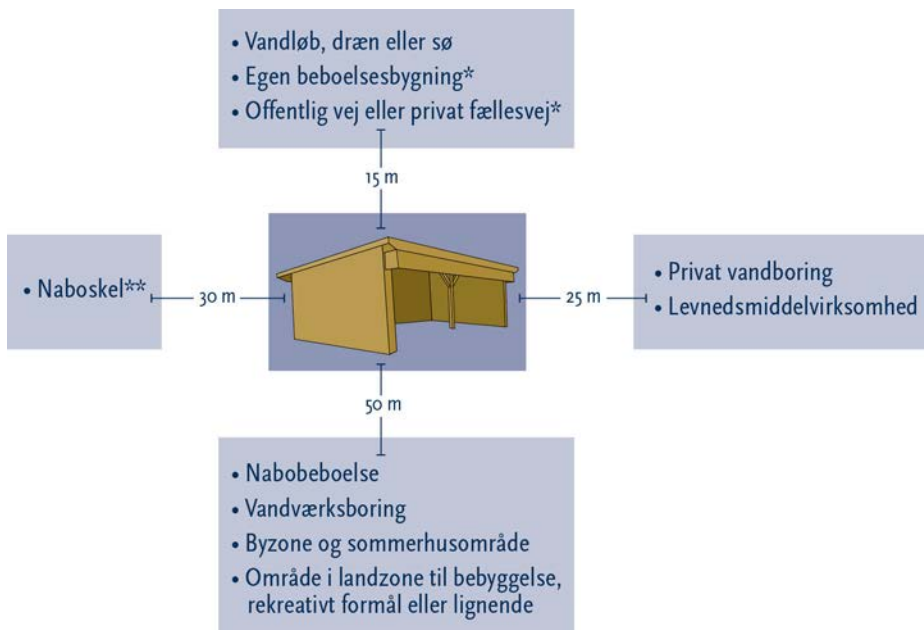 • Vandløb, dræn eller sø
• Egen beboelsesbygning*
• Offentlig vej eller privat fællesvej*
15 m
• Naboskel**
30 m
25 m
• Privat vandboring
• Levnedsmiddelvirksomhed
50 m
• Nabobeboelse
• Vandværksboring
• Byzone og sommerhusområde
• Område i landzone til bebyggelse,
rekreativt formål eller lignende